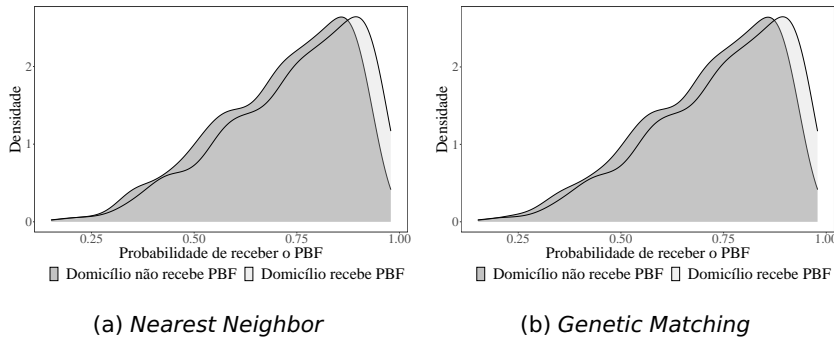 Densidade
2
1
0
0.25
0.50
0.75
1.00
Probabilidade de receber o PBF
Domicílio não recebe PBF
Domicílio recebe PBF
(a) Nearest Neighbor
Densidade
2
1
0
0.25
0.50
0.75
1.00
Probabilidade de receber o PBF
Domicílio não recebe PBF
Domicílio recebe PBF
(b) Genetic Matching